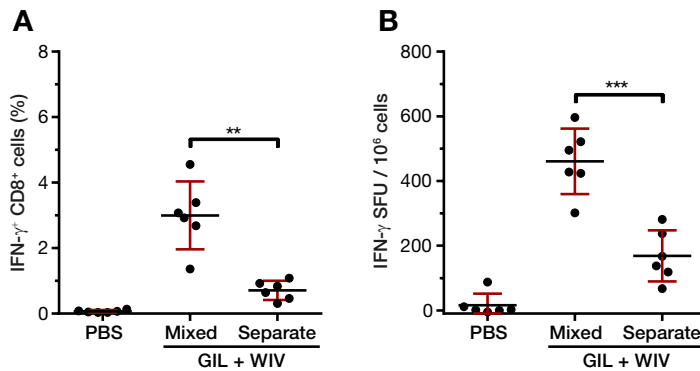 A
IFN-γ⁺ CD8⁺ cells (%)
8
6
4
2
0
**
PBS
Mixed
Separate
GIL + WIV
B
IFN-γ SFU / 10⁶ cells
800
600
400
200
0
***
PBS
Mixed
Separate
GIL + WIV